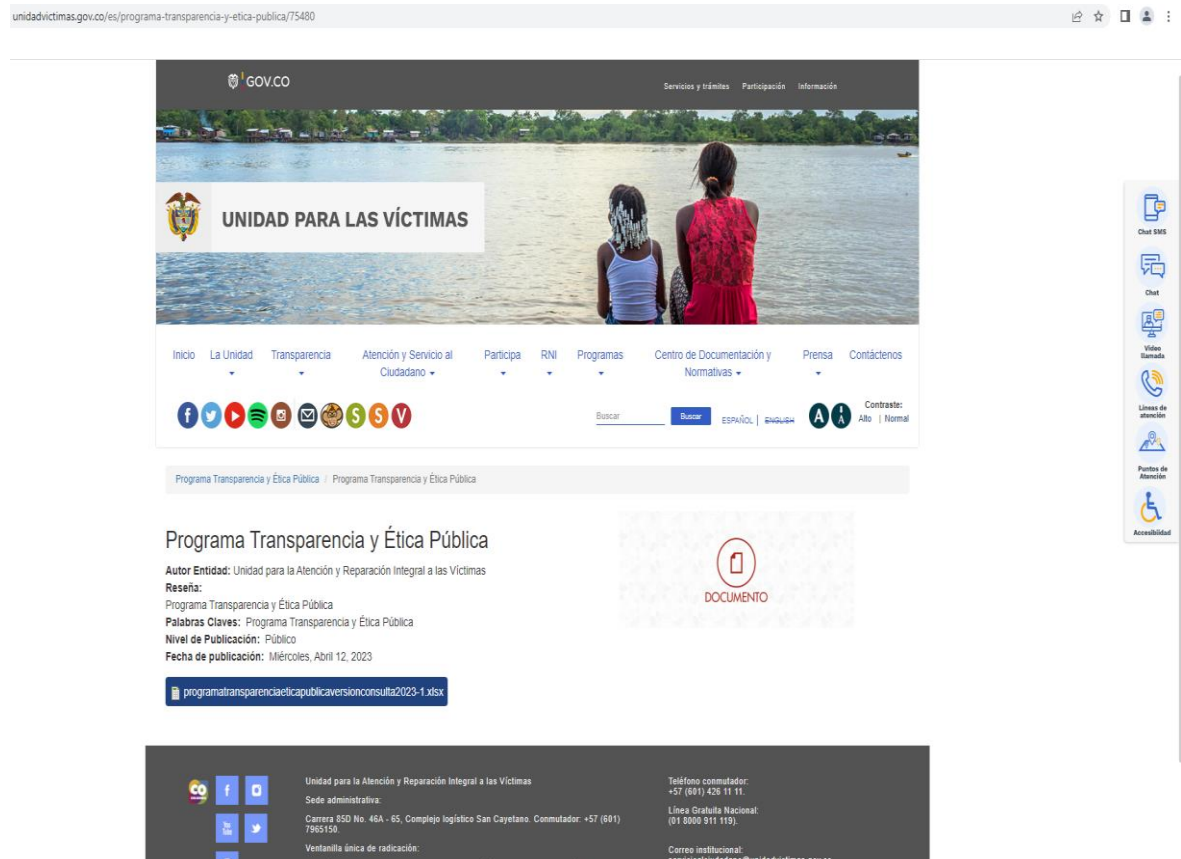 unidadvictimas.gov.co/es/programa-transparencia-y-etica-publica/75480
GOV.CO
Servicios y trámites Participación Información
UNIDAD PARA LAS VÍCTIMAS
Inicio La Unidad Transparencia Atención y Servicio al Ciudadano Participa RNI Programas Centro de Documentación y Normativas Prensa Contáctenos
Buscar Buscar ESPAÑOL | ENGLISH A A Contraste:
Alto | Normal
Programa Transparencia y Ética Pública / Programa Transparencia y Ética Pública
Programa Transparencia y Ética Pública
Autor Entidad: Unidad para la Atención y Reparación Integral a las Víctimas
Reseña:
Programa Transparencia y Ética Pública
Palabras Claves: Programa Transparencia y Ética Pública
Nivel de Publicación: Público
Fecha de publicación: Miércoles, Abril 12, 2023
programatransparenciaeticapublicaversionconsulta2023-1.xlsx
DOCUMENTO
Chat SMS
Chat
Video
llamada
Líneas de
atención
Puntos de
Atención
Accesibilidad
CO
Unidad para la Atención y Reparación Integral a las Víctimas
Sede administrativa:
Carrera 85D No. 46A - 65, Complejo logístico San Cayetano. Conmutador: +57 (601)
7965150.
Ventanilla única de radicación:
Teléfono conmutador:
+57 (601) 426 11 11.
Línea Gratuita Nacional:
(01 8000 911 119).
Correo institucional: